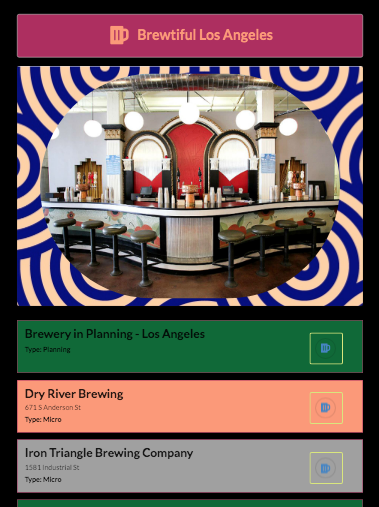 Brewtiful Los Angeles
Brewery in Planning - Los Angeles
Type: Planning
Dry River Brewing
671 S Anderson St
Type: Micro
Iron Triangle Brewing Company
1581 Industrial St
Type: Micro